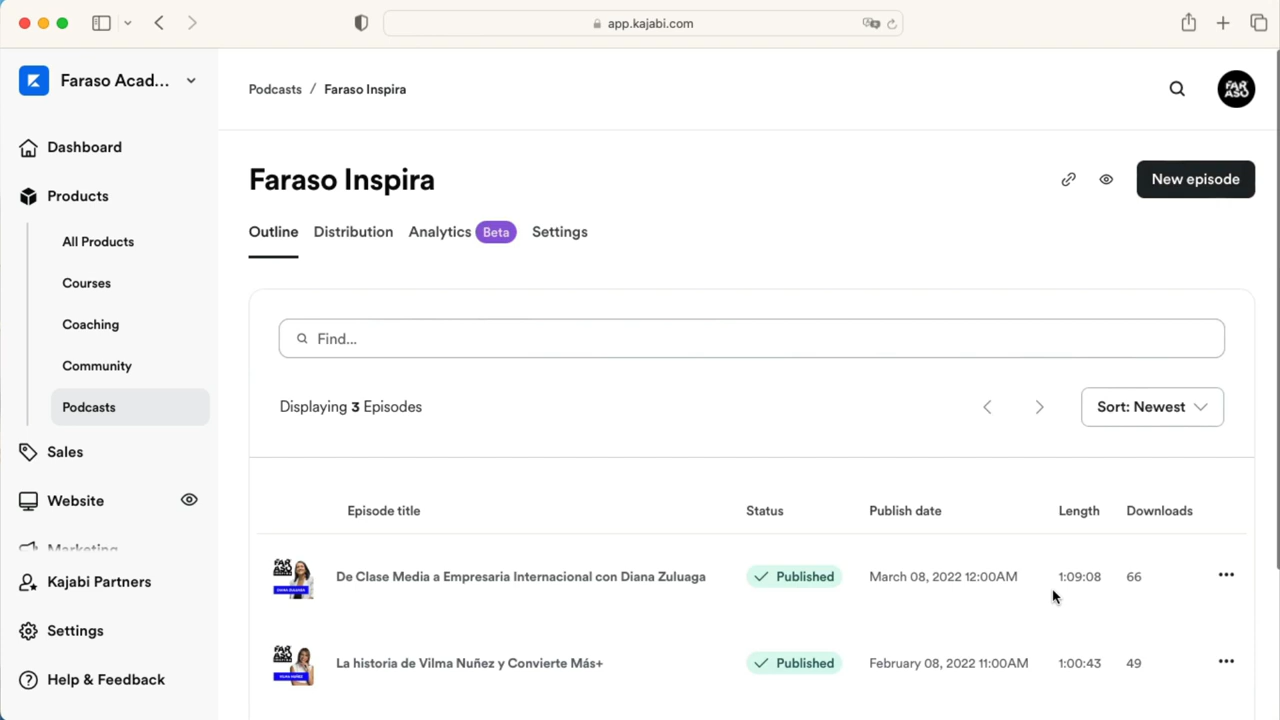 app.kajabi.com
Faraso Acad...
Podcasts / Faraso Inspira
FAR
ASO
Dashboard
Products
All Products
Courses
Coaching
Community
Podcasts
Sales
Website
Marketing
Kajabi Partners
Settings
Help & Feedback
Faraso Inspira
New episode
Outline Distribution Analytics Beta Settings
Find...
Displaying 3 Episodes
Sort: Newest
Episode title Status Publish date Length Downloads
De Clase Media a Empresaria Internacional con Diana Zuluaga Published March 08, 2022 12:00AM 1:09:08 66
La historia de Vilma Nuñez y Convierte Más+ Published February 08, 2022 11:00AM 1:00:43 49